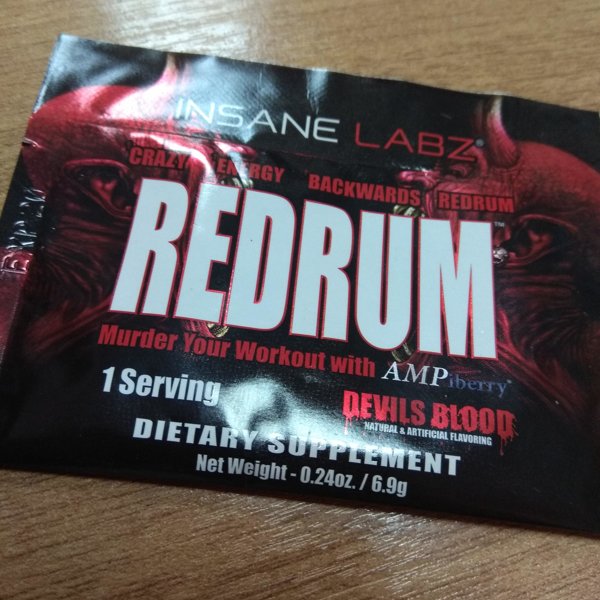 INSANE LABZ®
CRAZY ENERGY BACKWARDS REDRUM
REDRUM™
Murder Your Workout with AMPiberry®
1 Serving
DEVILS BLOOD
NATURAL & ARTIFICIAL FLAVORING
DIETARY SUPPLEMENT
Net Weight - 0.24oz. / 6.9g